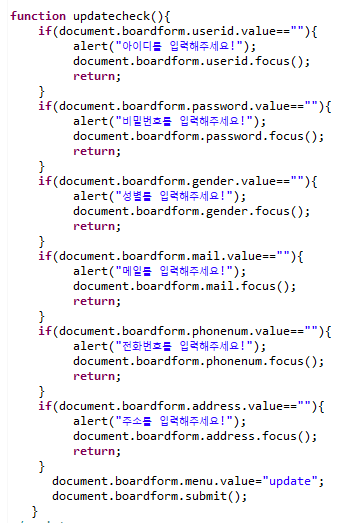 function updatecheck(){
if(document.boardform.userid.value==""){
alert("아이디를 입력해주세요!");
document.boardform.userid.focus();
return;
}
if(document.boardform.password.value==""){
alert("비밀번호를 입력해주세요!");
document.boardform.password.focus();
return;
}
if(document.boardform.gender.value==""){
alert("성별를 입력해주세요!");
document.boardform.gender.focus();
return;
}
if(document.boardform.mail.value==""){
alert("메일를 입력해주세요!");
document.boardform.mail.focus();
return;
}
if(document.boardform.phonenum.value==""){
alert("전화번호를 입력해주세요!");
document.boardform.phonenum.focus();
return;
}
if(document.boardform.address.value==""){
alert("주소를 입력해주세요!");
document.boardform.address.focus();
return;
}
document.boardform.menu.value="update";
document.boardform.submit();
}